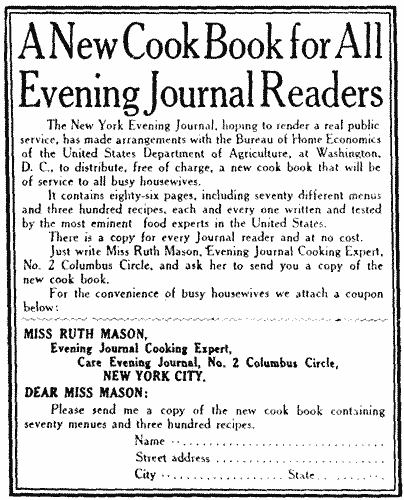 A New Cook Book for All
Evening Journal Readers
The New York Evening Journal, hoping to render a real public
service, has made arrangements with the Bureau of Home Economics
of the United States Department of Agriculture, at Washington,
D. C., to distribute, free of charge, a new cook book that will be
of service to all busy housewives.
It contains eighty-six pages, including seventy different menus
and three hundred recipes, each and every one written and tested
by the most eminent food experts in the United States.
There is a copy for every Journal reader and at no cost.
Just write Miss Ruth Mason, Evening Journal Cooking Expert,
No. 2 Columbus Circle, and ask her to send you a copy of the
new cook book.
For the convenience of busy housewives we attach a coupon
below:
MISS RUTH MASON,
Evening Journal Cooking Expert,
Care Evening Journal, No. 2 Columbus Circle,
NEW YORK CITY.
DEAR MISS MASON:
Please send me a copy of the new cook book containing
seventy menues and three hundred recipes.
Name
Street address
City State